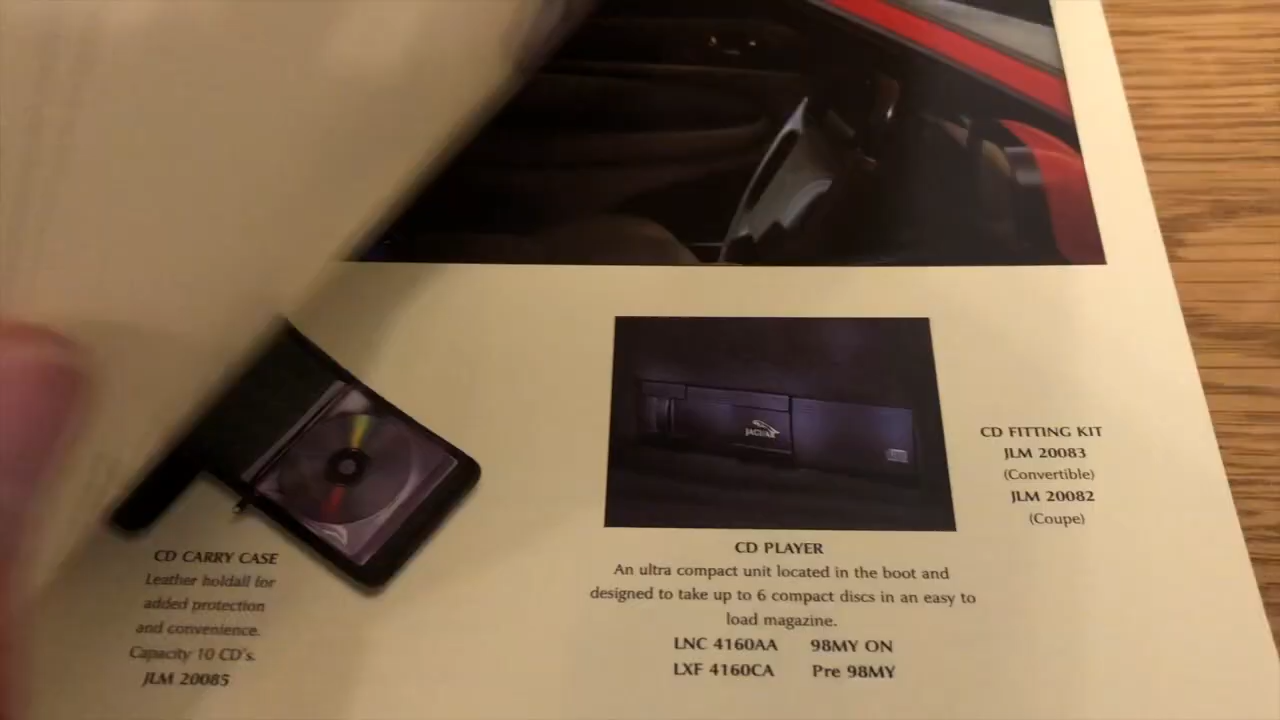 JAGUAR
CD FITTING KIT
JLM 20083
(Convertible)
JLM 20082
(Coupe)
CD PLAYER
An ultra compact unit located in the boot and
designed to take up to 6 compact discs in an easy to
load magazine.
LNC 4160AA 98MY ON
LXF 4160CA Pre 98MY
CD CARRY CASE
Leather holdall for
added protection
and convenience.
Capacity 10 CD's.
JLM 20085